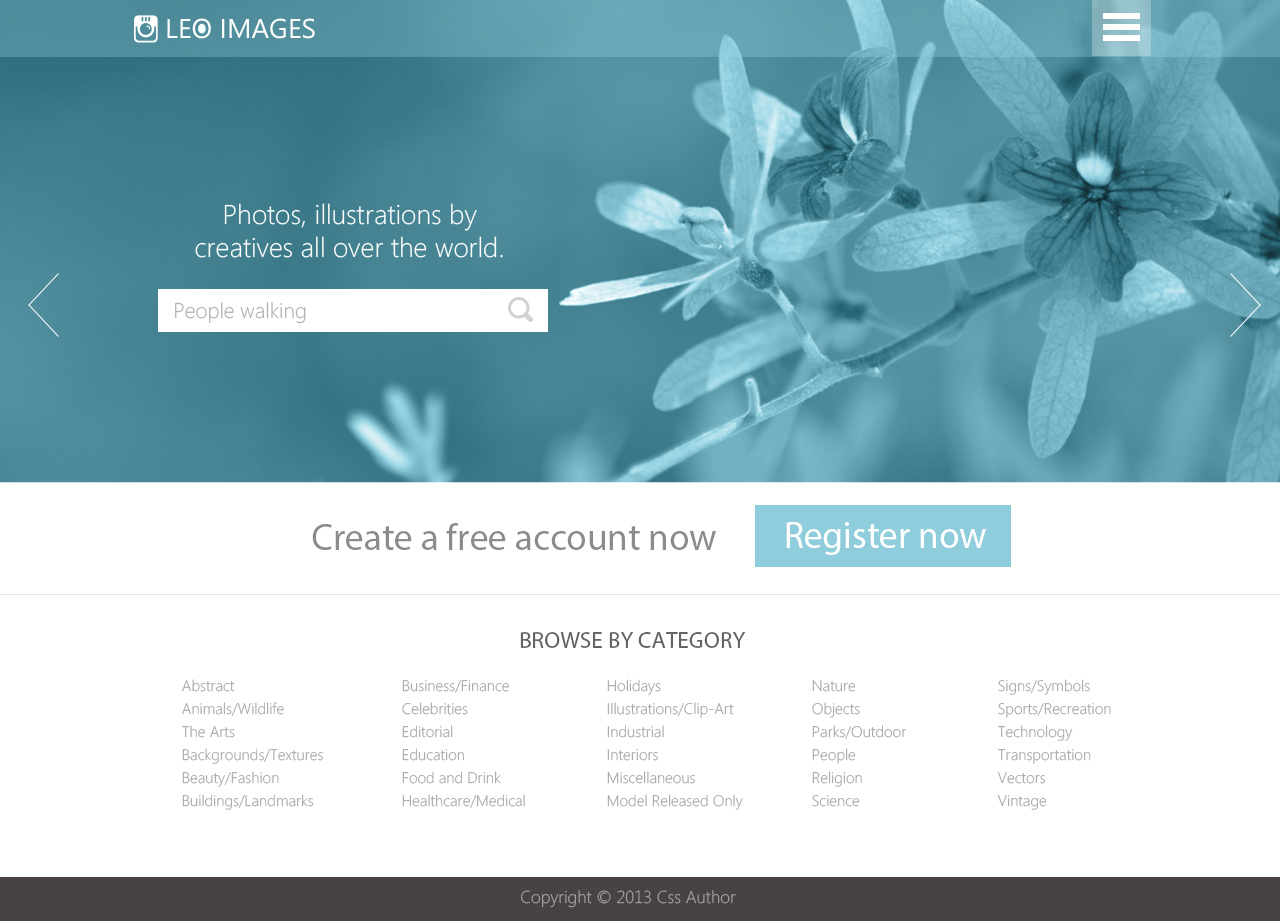 LEO IMAGES
Photos, illustrations by
creatives all over the world.
People walking
Create a free account now
Register now
BROWSE BY CATEGORY
Abstract
Animals/Wildlife
The Arts
Backgrounds/Textures
Beauty/Fashion
Buildings/Landmarks
Business/Finance
Celebrities
Editorial
Education
Food and Drink
Healthcare/Medical
Holidays
Illustrations/Clip-Art
Industrial
Interiors
Miscellaneous
Model Released Only
Nature
Objects
Parks/Outdoor
People
Religion
Science
Signs/Symbols
Sports/Recreation
Technology
Transportation
Vectors
Vintage
Copyright © 2013 Css Author